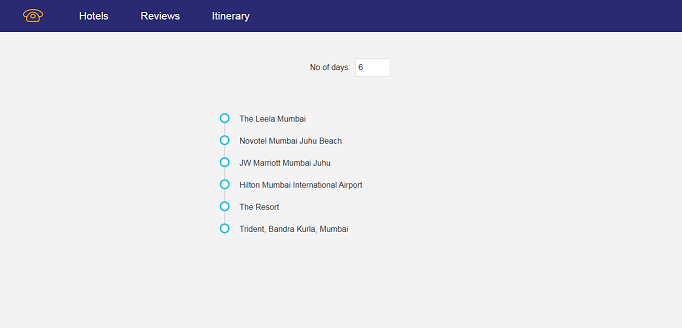 Hotels Reviews Itinerary
No of days: 6
The Leela Mumbai
Novotel Mumbai Juhu Beach
JW Marriott Mumbai Juhu
Hilton Mumbai International Airport
The Resort
Trident, Bandra Kurla, Mumbai